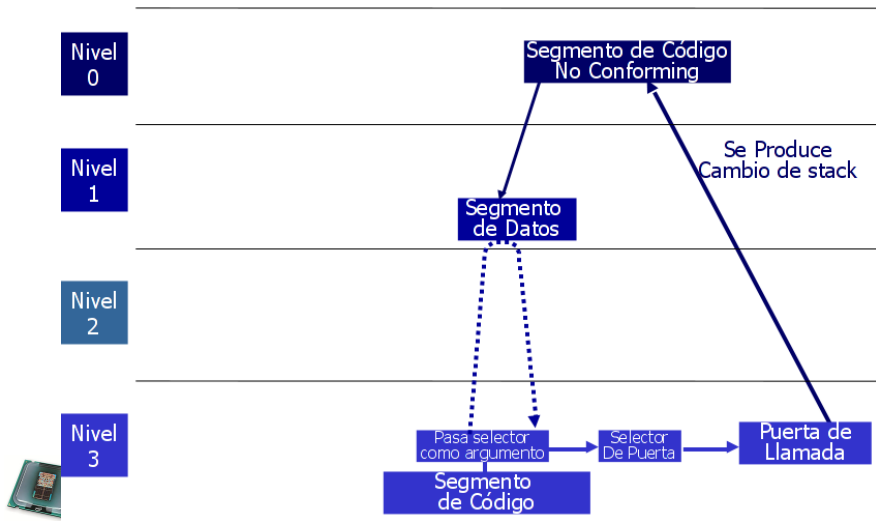 Nivel
0
Segmento de Código
No Conforming
Nivel
1
Se Produce
Cambio de stack
Segmento
de Datos
Nivel
2
Nivel
3
Pasa selector
como argumento
Selector
De Puerta
Puerta de
Llamada
Segmento
de Código